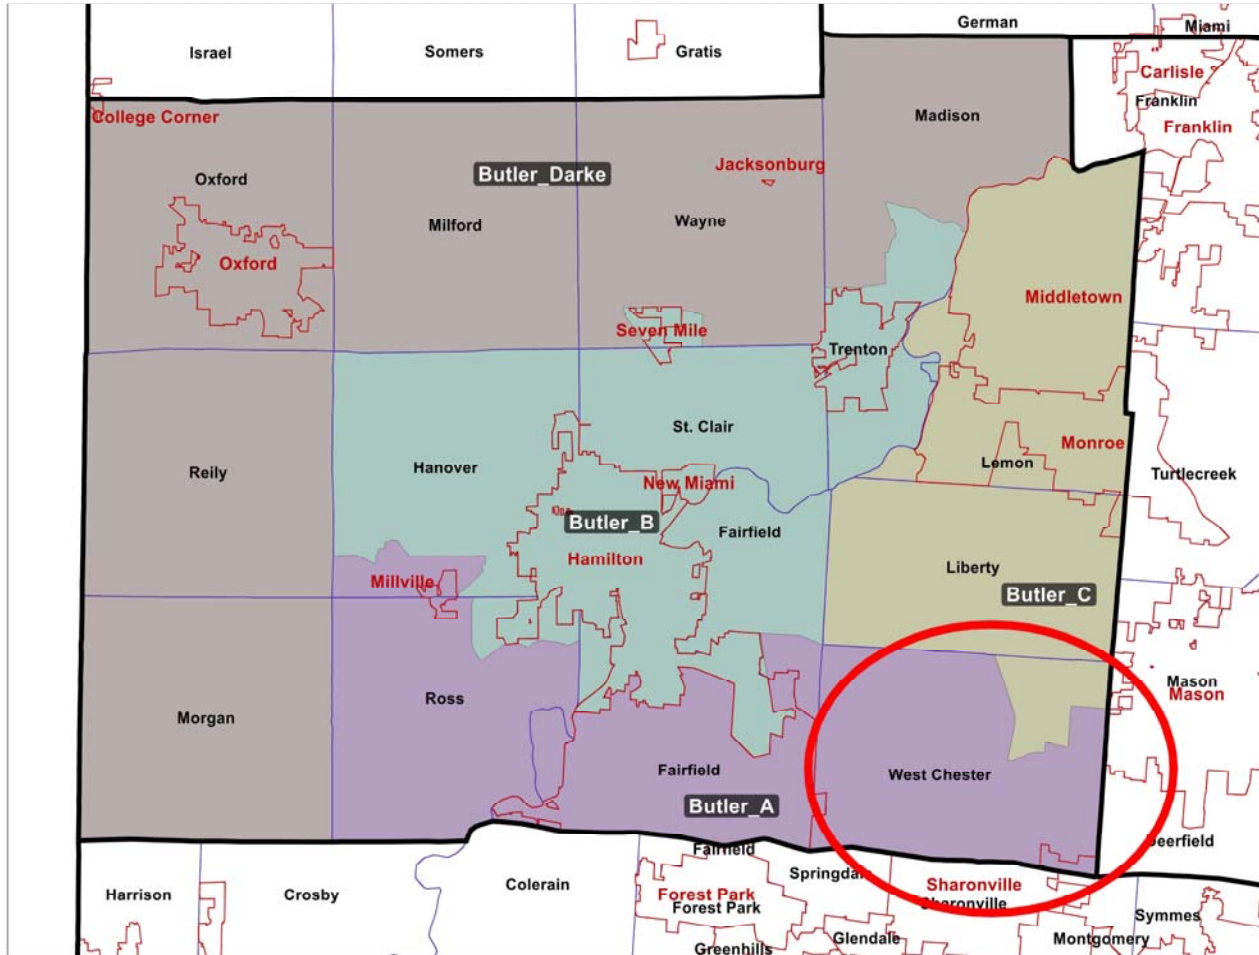 German
Miami
Israel
Somers
Gratis
Carlisle
Franklin
Franklin
College Corner
Madison
Jacksonburg
Butler_Darke
Oxford
Milford
Wayne
Oxford
Middletown
Seven Mile
Trenton
St. Clair
Monroe
Lemon
Reily
Hanover
Turtlecreek
New Miami
Butler_B
Fairfield
Hamilton
Liberty
Millville
Butler_C
Mason
Mason
Ross
Morgan
Fairfield
West Chester
Butler_A
Deerfield
Fairfield
Springdale
Harrison
Crosby
Colerain
Forest Park
Forest Park
Sharonville
Sharonville
Symmes
Glendale
Montgomery
Greenhills